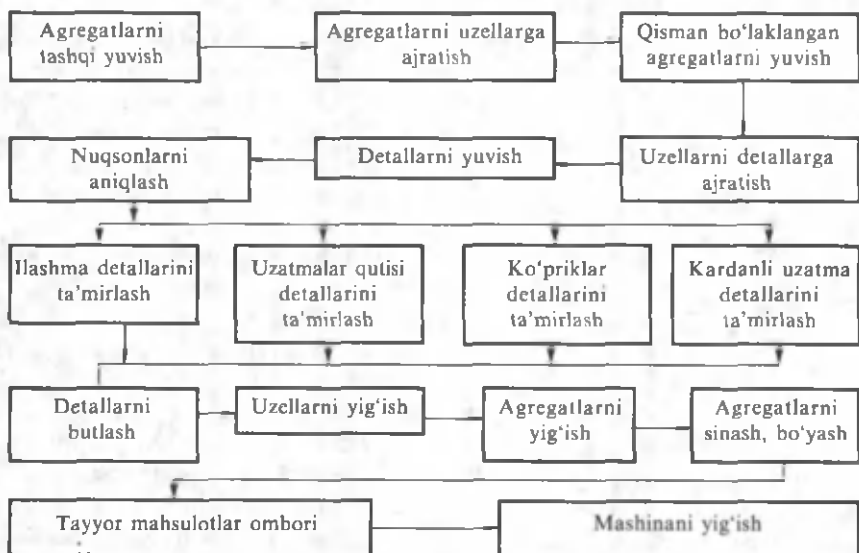 Agregatlarni
tashqi yuvish
Agregatlarni uzellarga
ajratish
Qisman bo‘laklangan
agregatlarni yuvish
Nuqsonlarni
aniqlash
Detallarni yuvish
Uzellarni detallarga
ajratish
Ilashma detallarini
ta’mirlash
Uzatmalar qutisi
detallarini
ta’mirlash
Ko‘priklar
detallarini
ta’mirlash
Kardanli uzatma
detallarini
ta’mirlash
Detallarni
butlash
Uzellarni yig‘ish
Agregatlarni
yig‘ish
Agregatlarni
sinash, bo‘yash
Tayyor mahsulotlar ombori
Mashinani yig‘ish